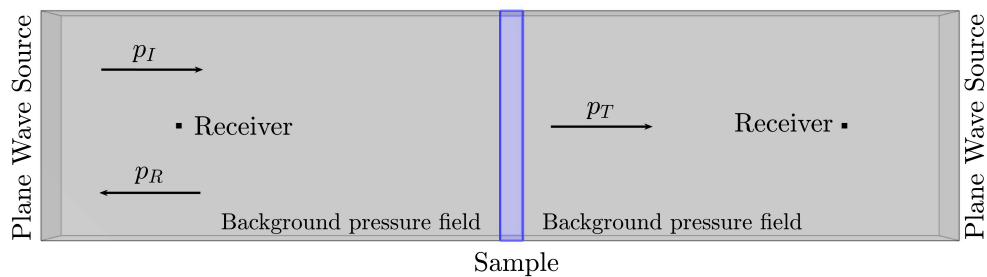 Plane Wave Source
p_I
Receiver
p_R
Background pressure field
p_T
Receiver
Background pressure field
Plane Wave Source
Sample